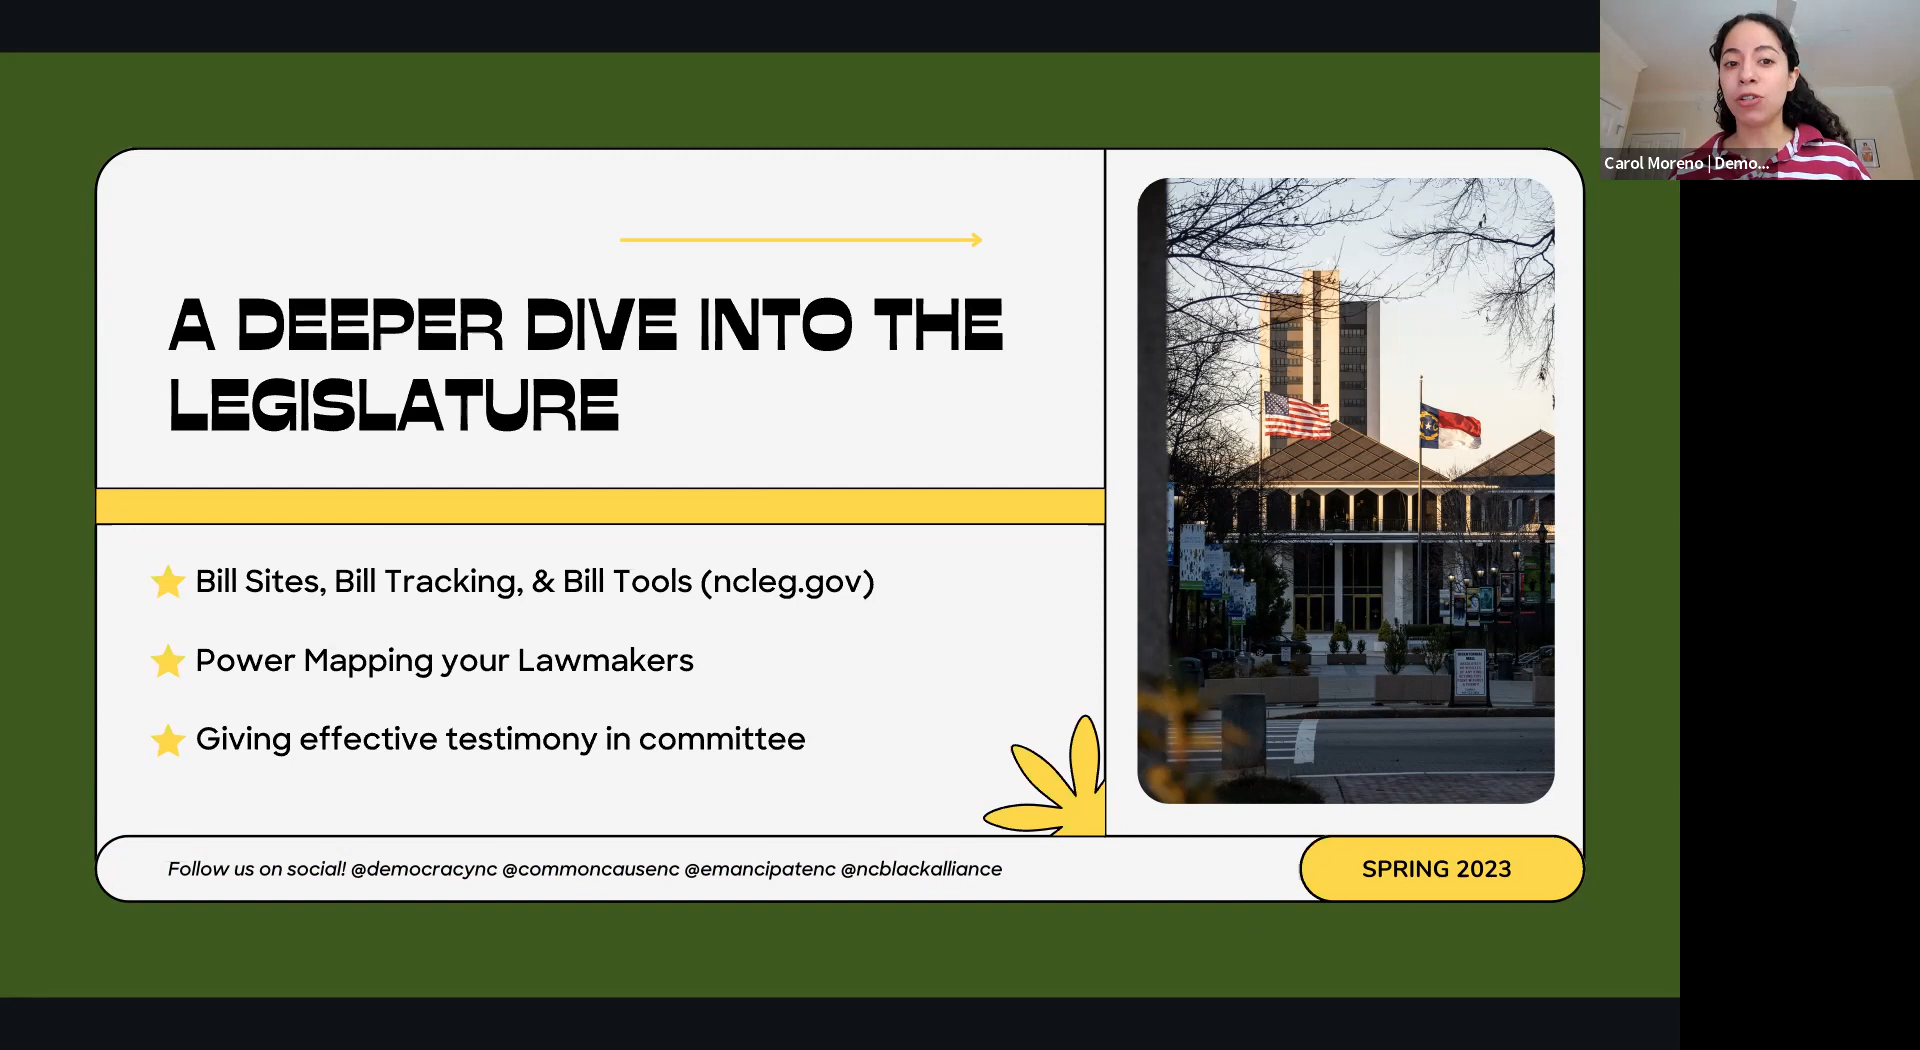 Carol Moreno | Demo...
A DEEPER DIVE INTO THE
LEGISLATURE
Bill Sites, Bill Tracking, & Bill Tools (ncleg.gov)
Power Mapping your Lawmakers
Giving effective testimony in committee
Follow us on social! @democracync @commoncausenc @emancipatenc @ncblackalliance
SPRING 2023